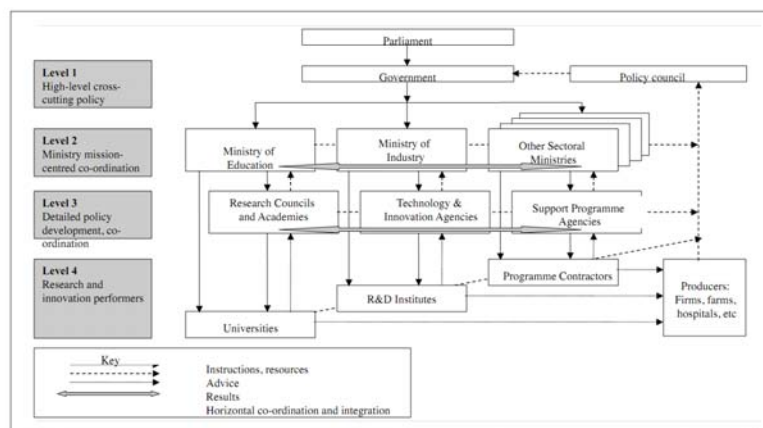 Parliament
Level 1
High-level cross-
cutting policy
Government
Policy council
Level 2
Ministry mission-
centred co-ordination
Ministry of
Education
Ministry of
Industry
Other Sectoral
Ministries
Level 3
Detailed policy
development, co-
ordination
Research Councils
and Academies
Technology &
Innovation Agencies
Support Programme
Agencies
Level 4
Research and
innovation performers
Programme Contractors
R&D Institutes
Universities
Producers:
Firms, farms,
hospitals, etc
Key
Instructions, resources
Advice
Results
Horizontal co-ordination and integration